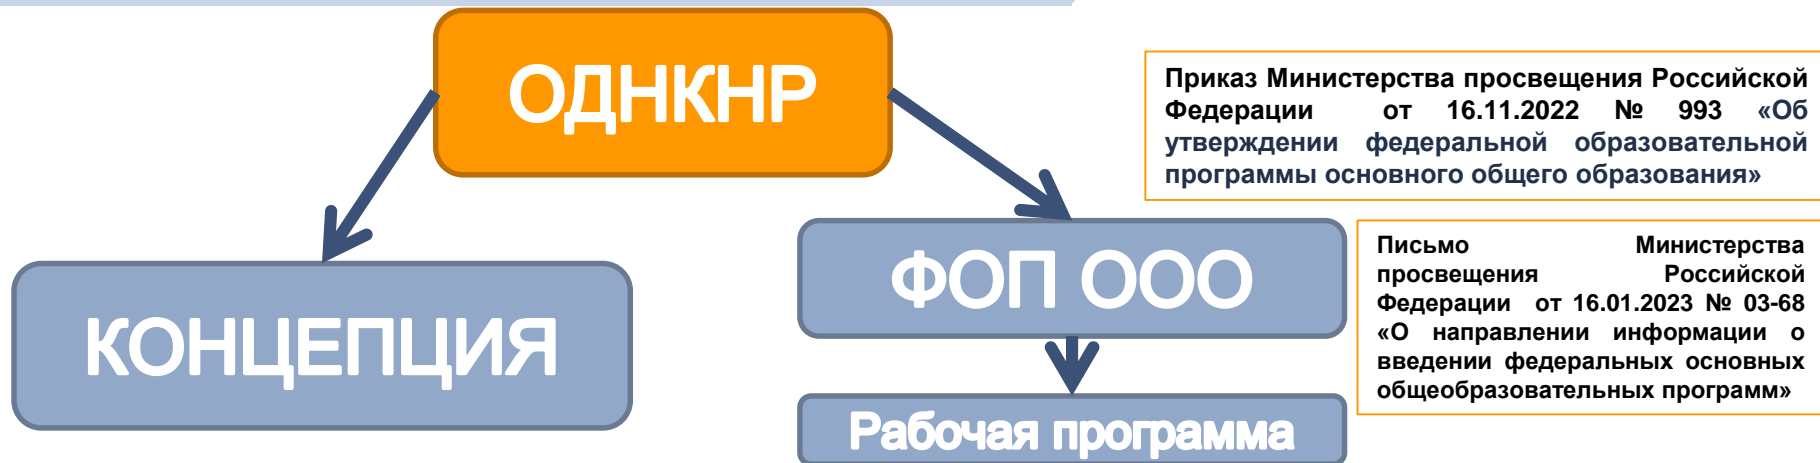 ОДНКНР
Приказ Министерства просвещения Российской
Федерации от 16.11.2022 № 993 «Об
утверждении федеральной образовательной
программы основного общего образования»
КОНЦЕПЦИЯ
ФОП ООО
Письмо Министерства
просвещения Российской
Федерации от 16.01.2023 № 03-68
«О направлении информации о
введении федеральных основных
общеобразовательных программ»
Рабочая программа